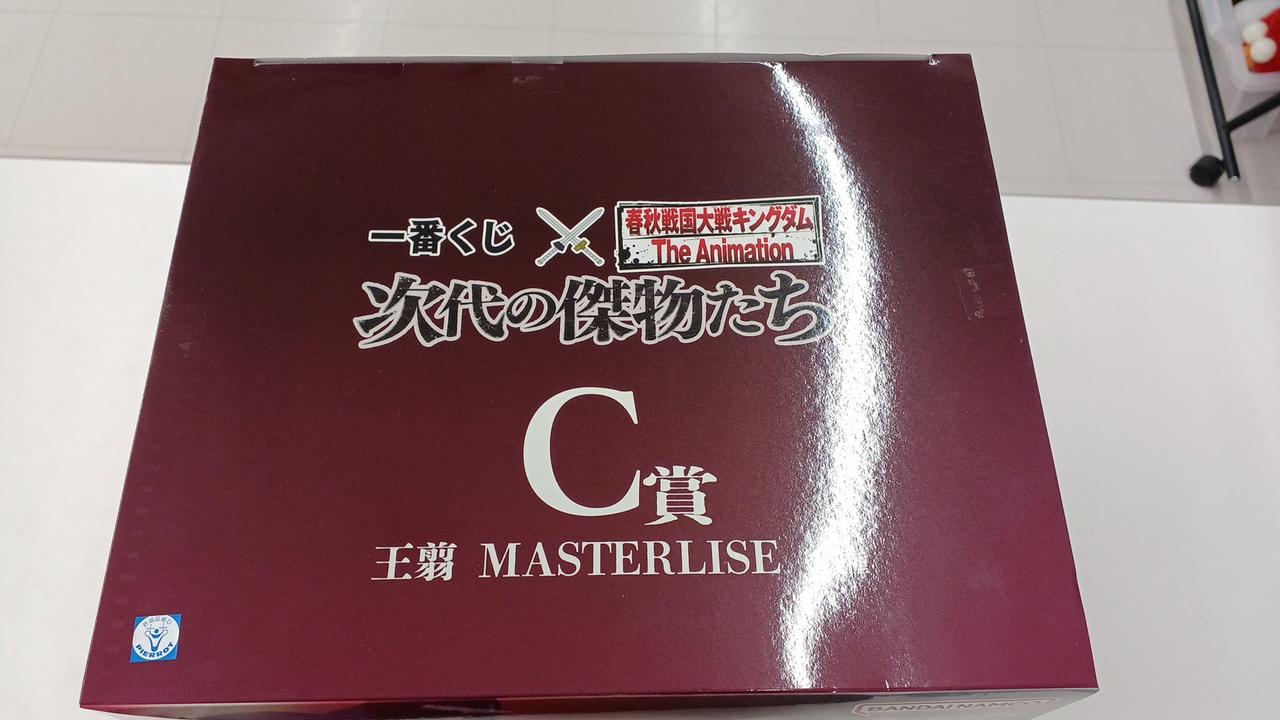 一番くじ
春秋戦国大戦キングダム
The Animation
次代の傑物たち
C賞
王翦 MASTERLISE
PIERROT
BANDAI NAMCO